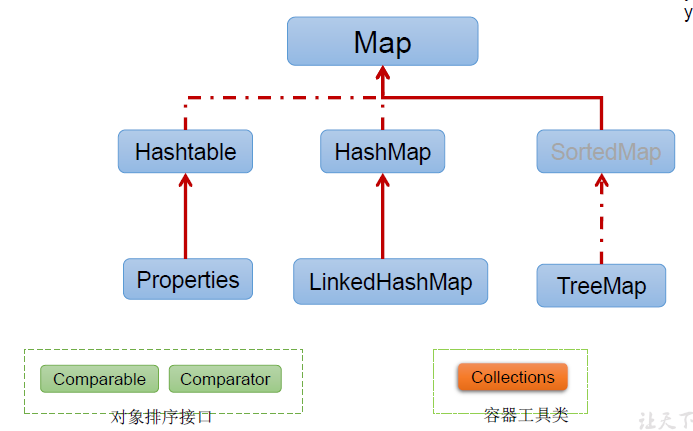 y
Map
Hashtable HashMap SortedMap
Properties LinkedHashMap TreeMap
Comparable Comparator Collections
对象排序接口 容器工具类
让天下